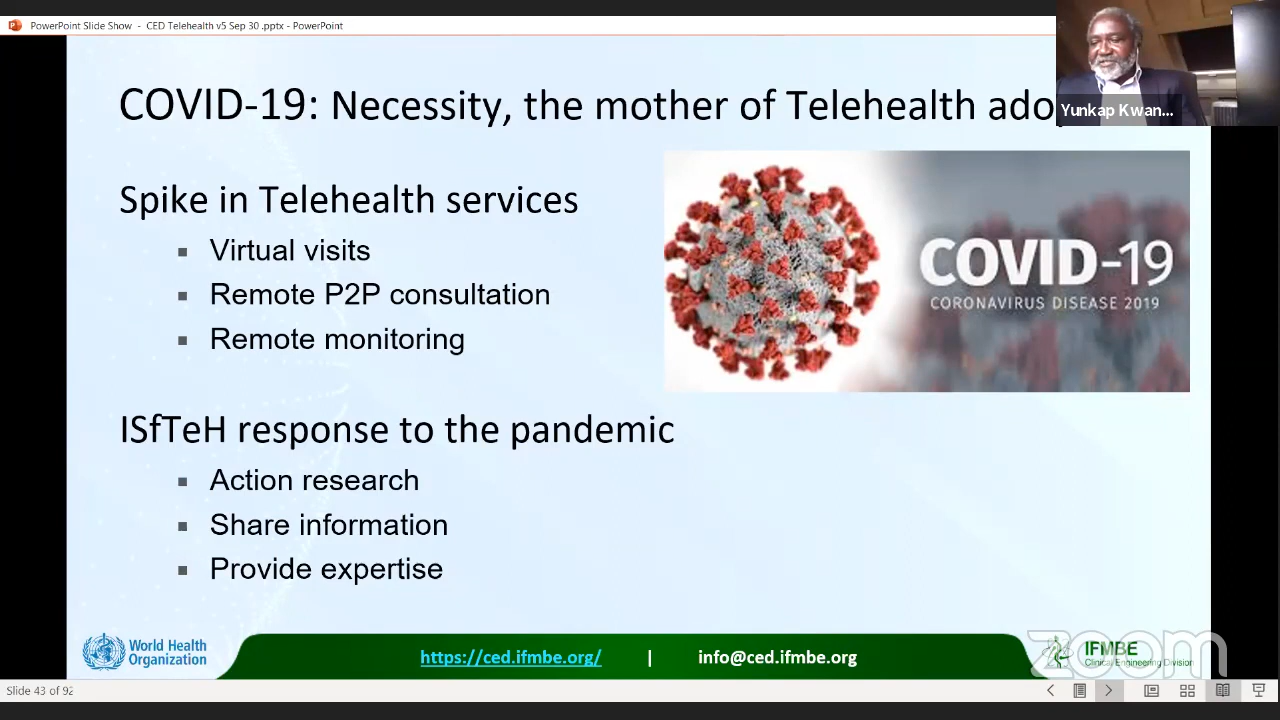 PowerPoint Slide Show - CED Telehealth v5 Sep 30 .pptx - PowerPoint
COVID-19: Necessity, the mother of Telehealth ado
Yunkap Kwan...
Spike in Telehealth services
Virtual visits
Remote P2P consultation
Remote monitoring
COVID-19
CORONAVIRUS DISEASE 2019
ISfTeH response to the pandemic
Action research
Share information
Provide expertise
World Health
Organization
https://ced.ifmbe.org/ | info@ced.ifmbe.org
IFMBE
Clinical Engineering Division
zoom
Slide 43 of 92